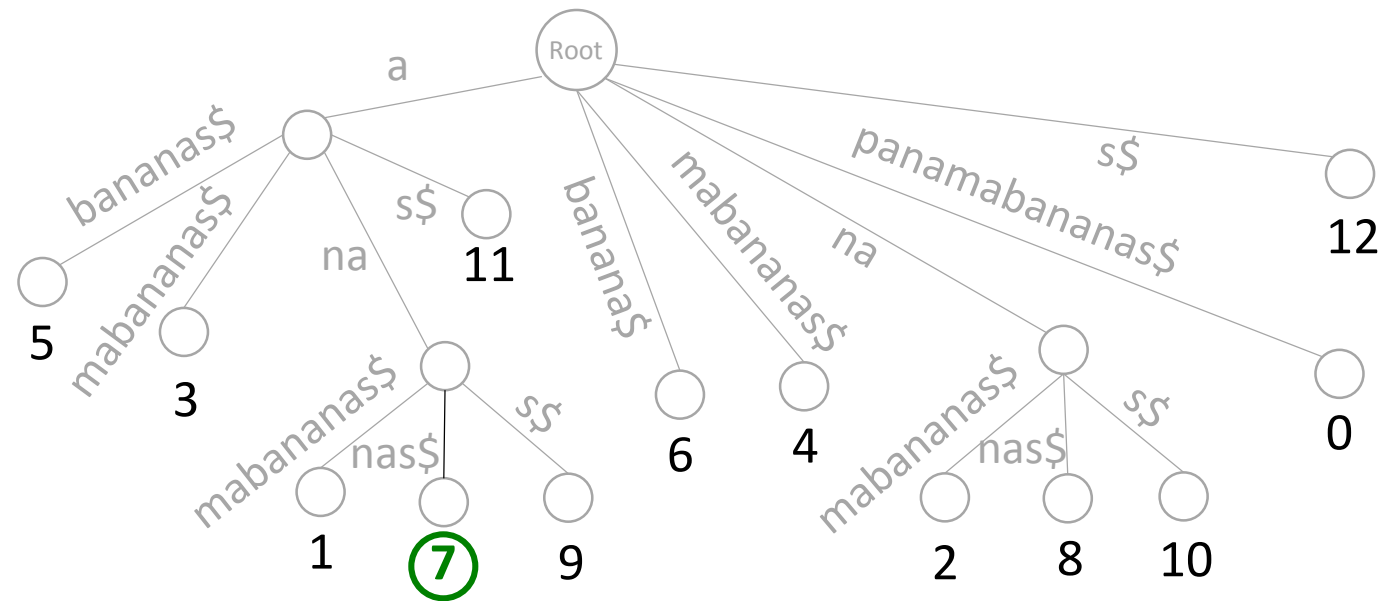 Root
a
bananas$
mabananas$
na
s$
banana$
mabananas$
na
panamabananas$
s$
12
11
5
3
mabananas$
nas$
s$
6
4
mabananas$
nas$
s$
0
1
7
9
2
8
10